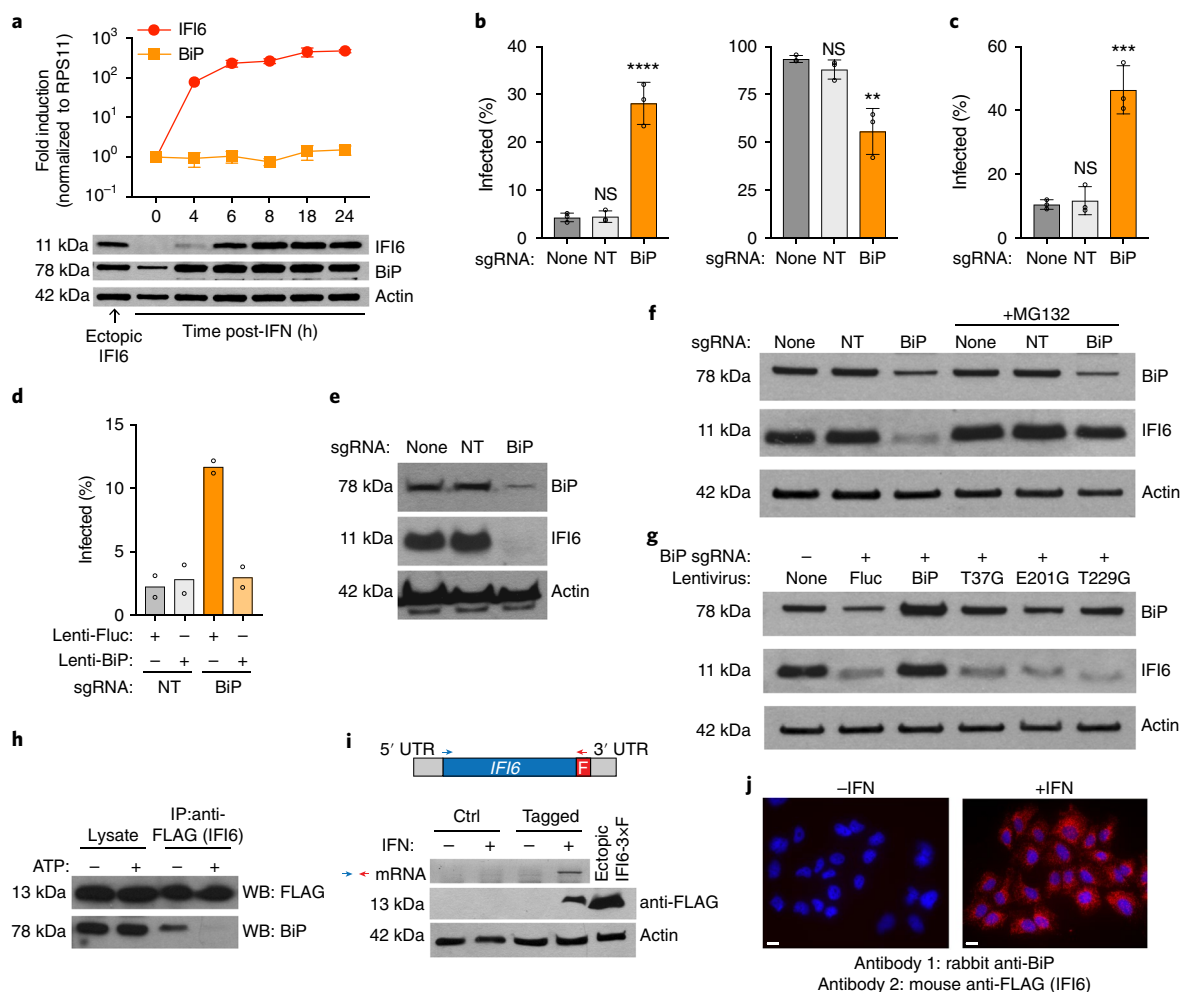 a
IFI6
BiP
Fold induction
(normalized to RPS11)
10³
10²
10¹
10⁰
10⁻¹
0 4 6 8 18 24
11 kDa IFI6
78 kDa BiP
42 kDa Actin
Ectopic
IFI6
Time post-IFN (h)
b
Infected (%)
40
30
20
10
0
NS
****
sgRNA: None NT BiP
Infected (%)
100
75
50
25
0
NS
**
None NT BiP
c
Infected (%)
60
40
20
0
NS
***
sgRNA: None NT BiP
d
Infected (%)
15
10
5
0
Lenti-Fluc: + – + –
Lenti-BiP: – + – +
sgRNA: NT BiP
e
sgRNA: None NT BiP
78 kDa BiP
11 kDa IFI6
42 kDa Actin
f
+MG132
sgRNA: None NT BiP None NT BiP
78 kDa BiP
11 kDa IFI6
42 kDa Actin
g
BiP sgRNA: – + + + + +
Lentivirus: None Fluc BiP T37G E201G T229G
78 kDa BiP
11 kDa IFI6
42 kDa Actin
h
IP:anti-
Lysate FLAG (IFI6)
ATP: – + – +
13 kDa WB: FLAG
78 kDa WB: BiP
i
5′ UTR 3′ UTR
IFI6 F
Ctrl Tagged
Ectopic
IFI6-3×F
IFN: – + – +
mRNA
13 kDa anti-FLAG
42 kDa Actin
j
–IFN +IFN
Antibody 1: rabbit anti-BiP
Antibody 2: mouse anti-FLAG (IFI6)